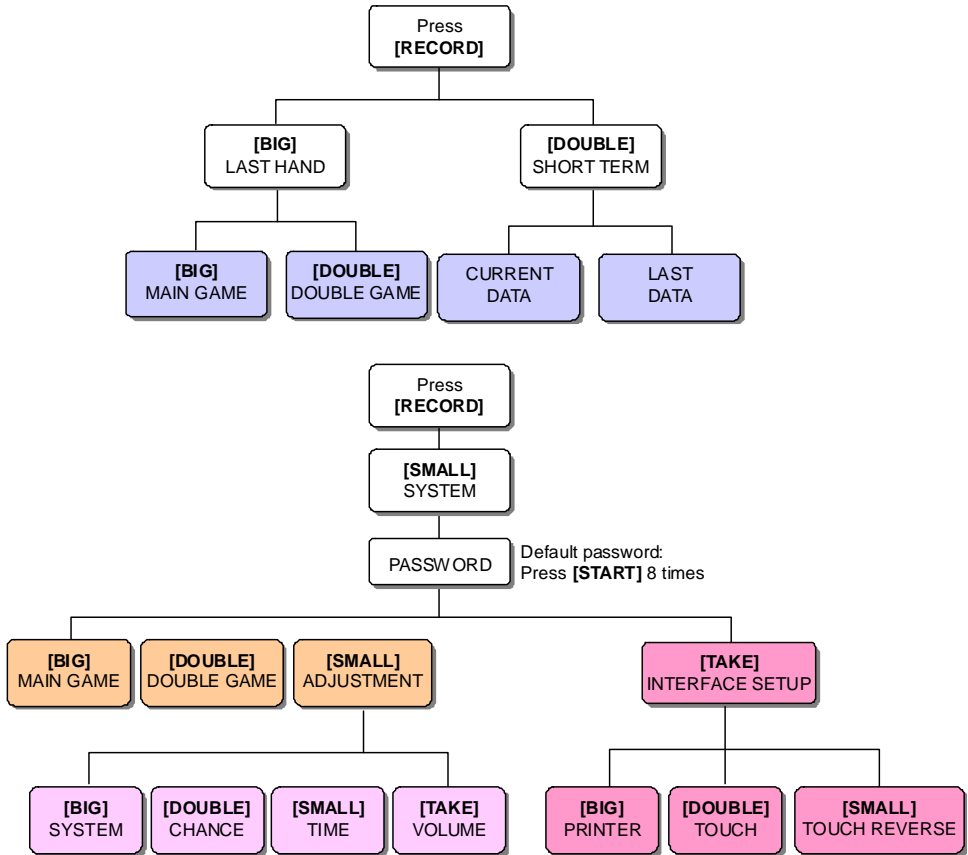 Press
[RECORD]
[BIG]
LAST HAND
[DOUBLE]
SHORT TERM
[BIG]
MAIN GAME
[DOUBLE]
DOUBLE GAME
CURRENT
DATA
LAST
DATA
Press
[RECORD]
[SMALL]
SYSTEM
PASSWORD
Default password:
Press [START] 8 times
[BIG]
MAIN GAME
[DOUBLE]
DOUBLE GAME
[SMALL]
ADJUSTMENT
[TAKE]
INTERFACE SETUP
[BIG]
SYSTEM
[DOUBLE]
CHANCE
[SMALL]
TIME
[TAKE]
VOLUME
[BIG]
PRINTER
[DOUBLE]
TOUCH
[SMALL]
TOUCH REVERSE